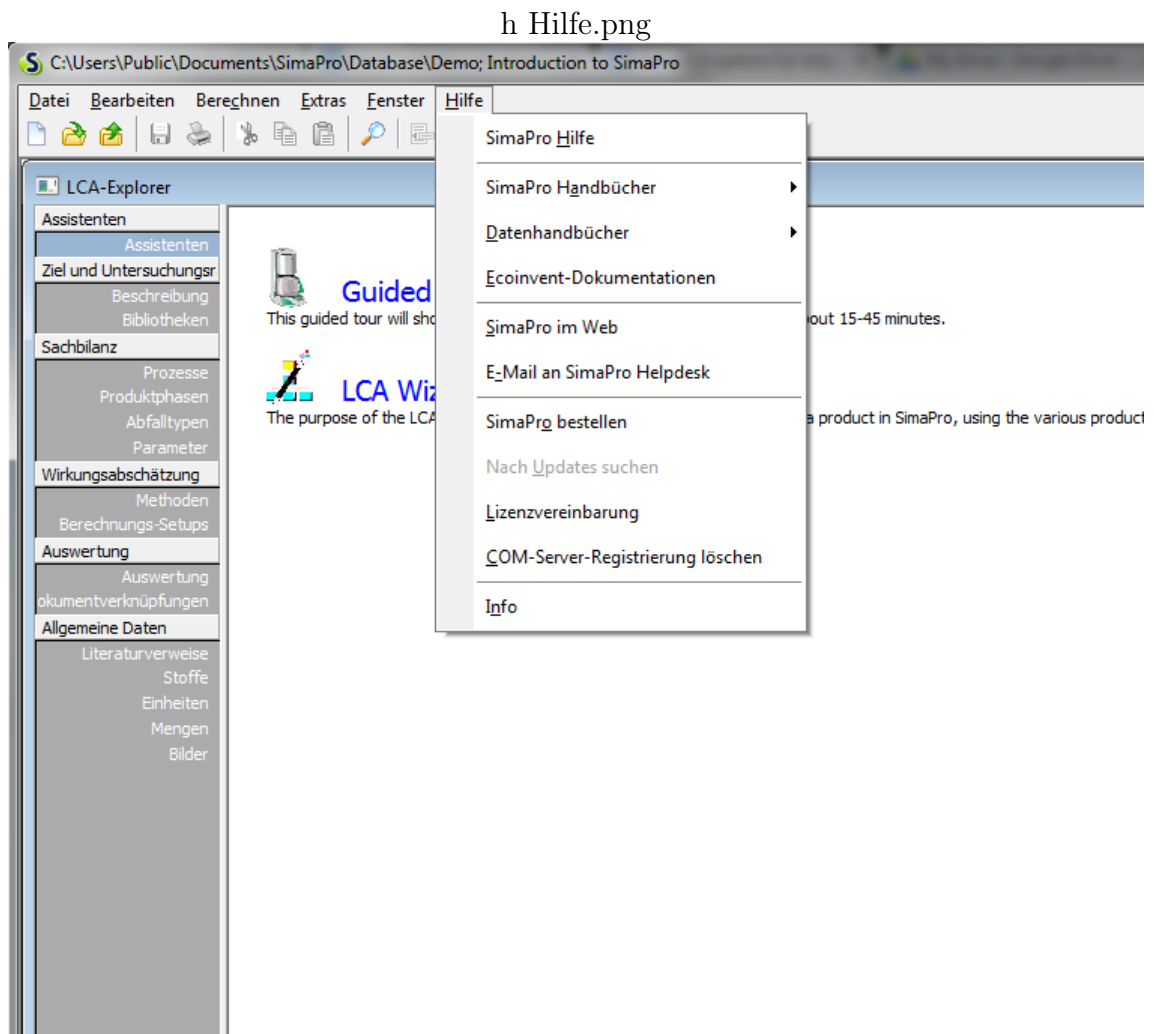 h Hilfe.png
C:\Users\Public\Documents\SimaPro\Database\Demo; Introduction to SimaPro
Datei Bearbeiten Berechnen Extras Fenster Hilfe
SimaPro Hilfe
SimaPro Handbücher
Datenhandbücher
Ecoinvent-Dokumentationen
SimaPro im Web
E-Mail an SimaPro Helpdesk
SimaPro bestellen
Nach Updates suchen
Lizenzvereinbarung
COM-Server-Registrierung löschen
Info
LCA-Explorer
Assistenten
Assistenten
Ziel und Untersuchungsr
Beschreibung
Bibliotheken
Sachbilanz
Prozesse
Produktphasen
Abfalltypen
Parameter
Wirkungsabschätzung
Methoden
Berechnungs-Setups
Auswertung
Auswertung
okumentverknüpfungen
Allgemeine Daten
Literaturverweise
Stoffe
Einheiten
Mengen
Bilder
Guided
This guided tour will sho out 15-45 minutes.
LCA Wiz
The purpose of the LCA a product in SimaPro, using the various product